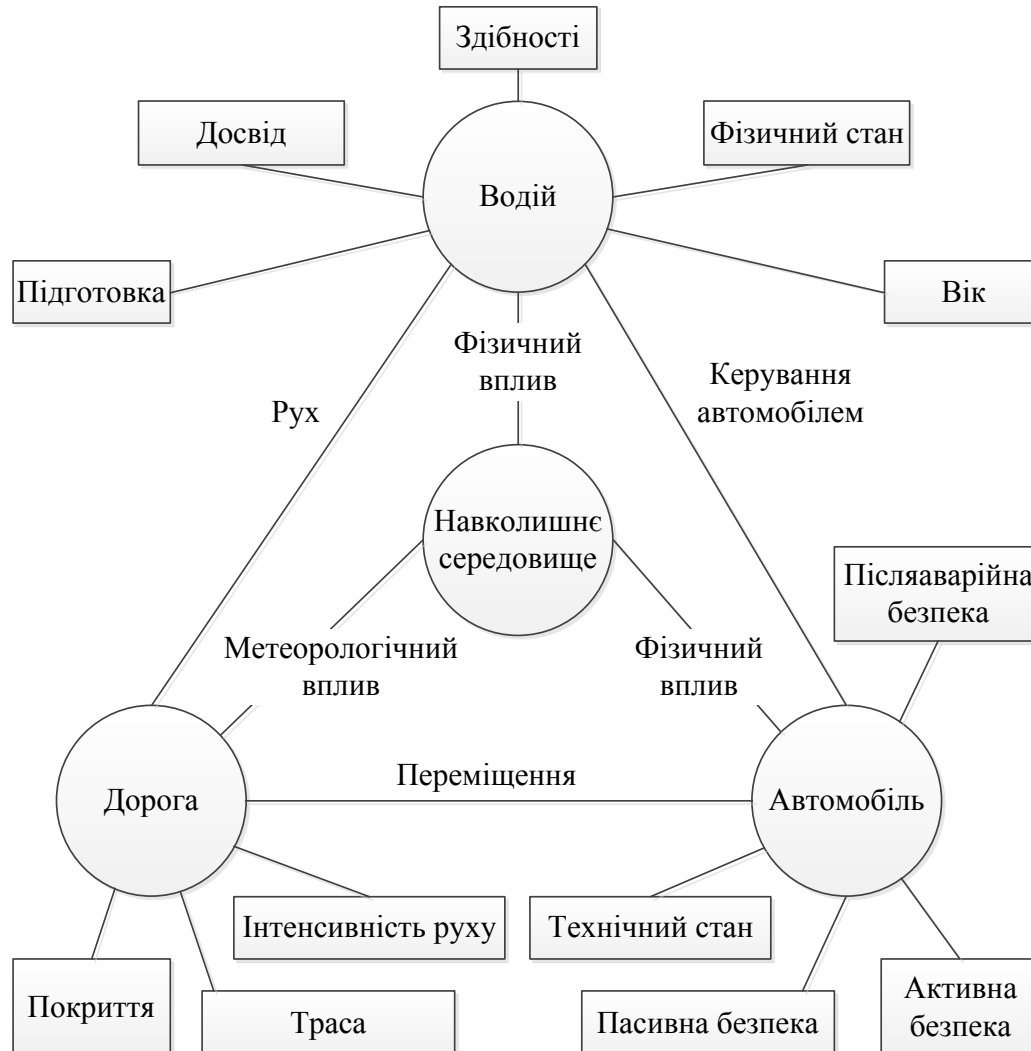 Здібності
Досвід
Фізичний стан
Водій
Підготовка
Вік
Фізичний
вплив
Керування
автомобілем
Рух
Навколишнє
середовище
Післяаварійна
безпека
Метеорологічний
вплив
Фізичний
вплив
Переміщення
Дорога
Автомобіль
Інтенсивність руху
Технічний стан
Покриття
Траса
Пасивна безпека
Активна
безпека